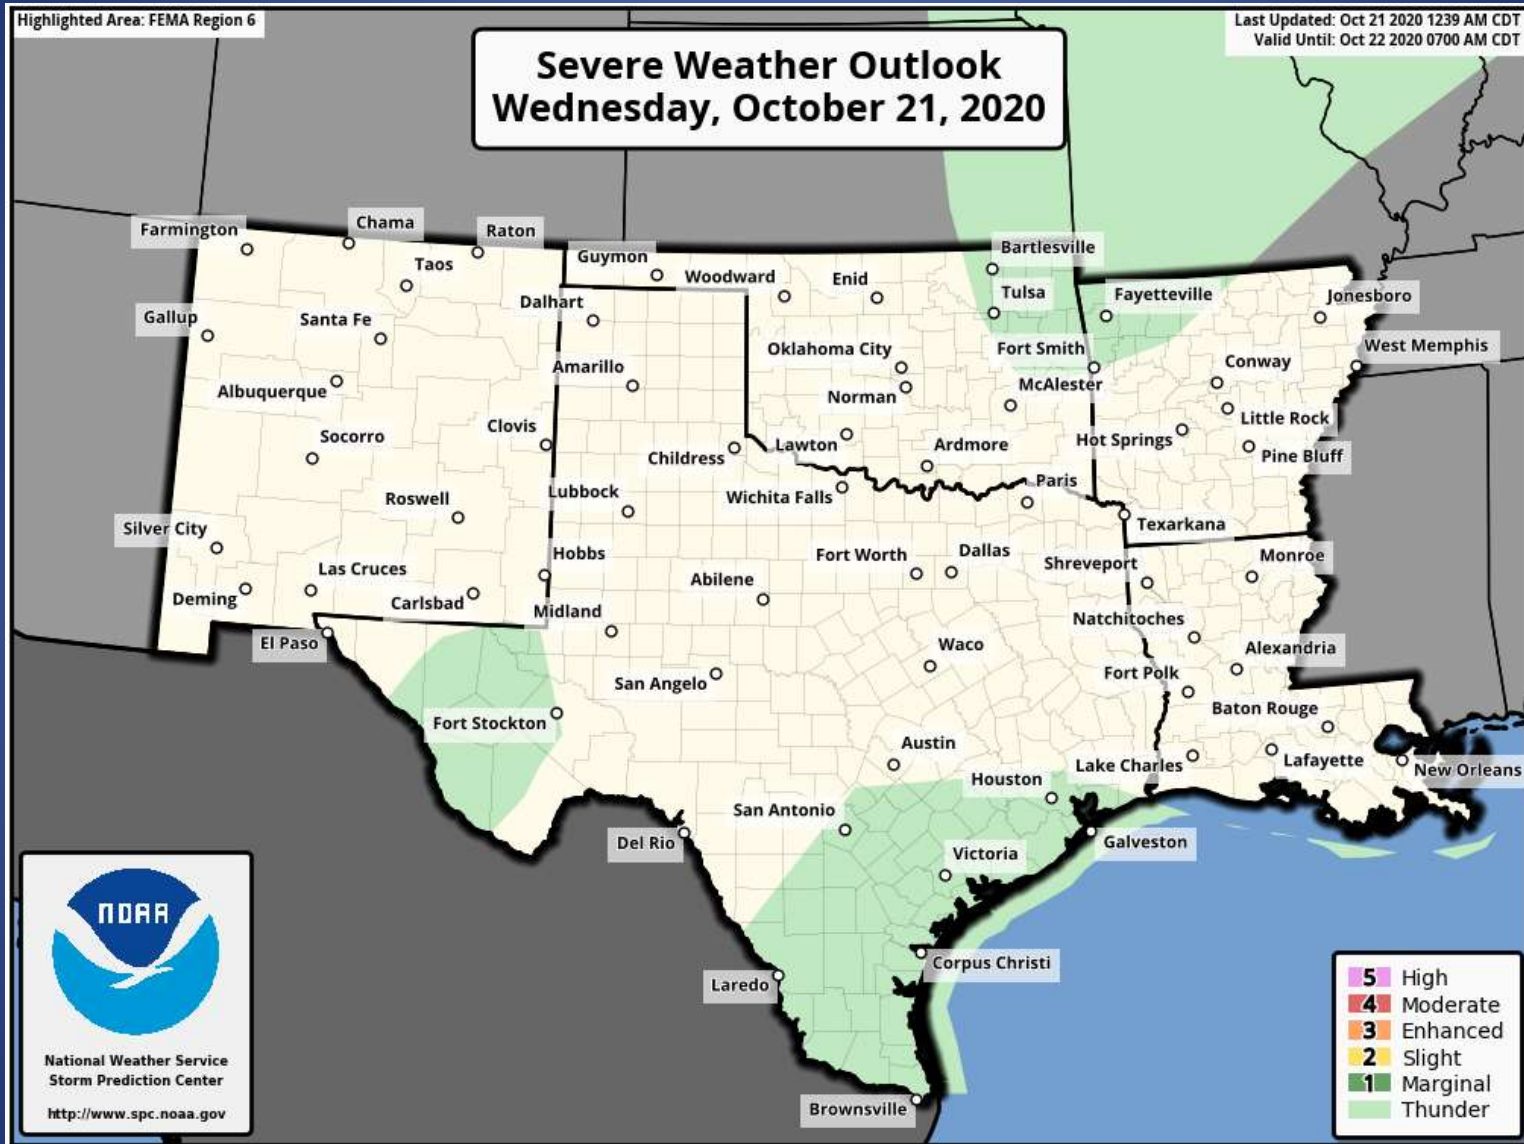 Highlighted Area: FEMA Region 6
Last Updated: Oct 21 2020 1239 AM CDT
Valid Until: Oct 22 2020 0700 AM CDT
Severe Weather Outlook
Wednesday, October 21, 2020
Farmington
Chama
Raton
Taos
Guymon
Woodward
Enid
Bartlesville
Tulsa
Fayetteville
Jonesboro
Gallup
Santa Fe
Dalhart
Oklahoma City
Fort Smith
Conway
West Memphis
Albuquerque
Amarillo
Norman
McAlester
Little Rock
Socorro
Clovis
Childress
Lawton
Ardmore
Hot Springs
Pine Bluff
Roswell
Lubbock
Wichita Falls
Paris
Texarkana
Silver City
Las Cruces
Hobbs
Abilene
Fort Worth
Dallas
Shreveport
Monroe
Deming
Carlsbad
Midland
Natchitoches
El Paso
San Angelo
Waco
Fort Polk
Alexandria
Fort Stockton
Austin
Baton Rouge
Houston
Lake Charles
Lafayette
New Orleans
Del Rio
San Antonio
Victoria
Galveston
Laredo
Corpus Christi
Brownsville
NOAA
National Weather Service
Storm Prediction Center
http://www.spc.noaa.gov
5 High
4 Moderate
3 Enhanced
2 Slight
1 Marginal
Thunder